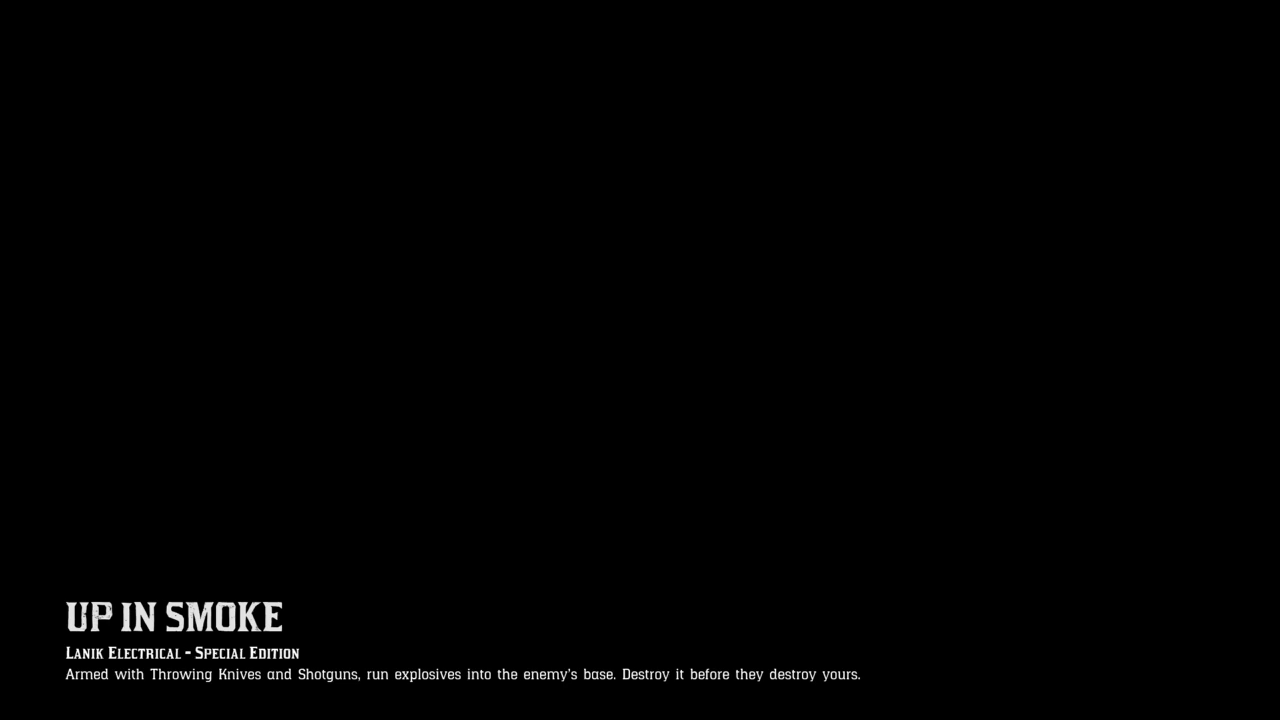 UP IN SMOKE
Lanik Electrical - Special Edition
Armed with Throwing Knives and Shotguns, run explosives into the enemy's base. Destroy it before they destroy yours.